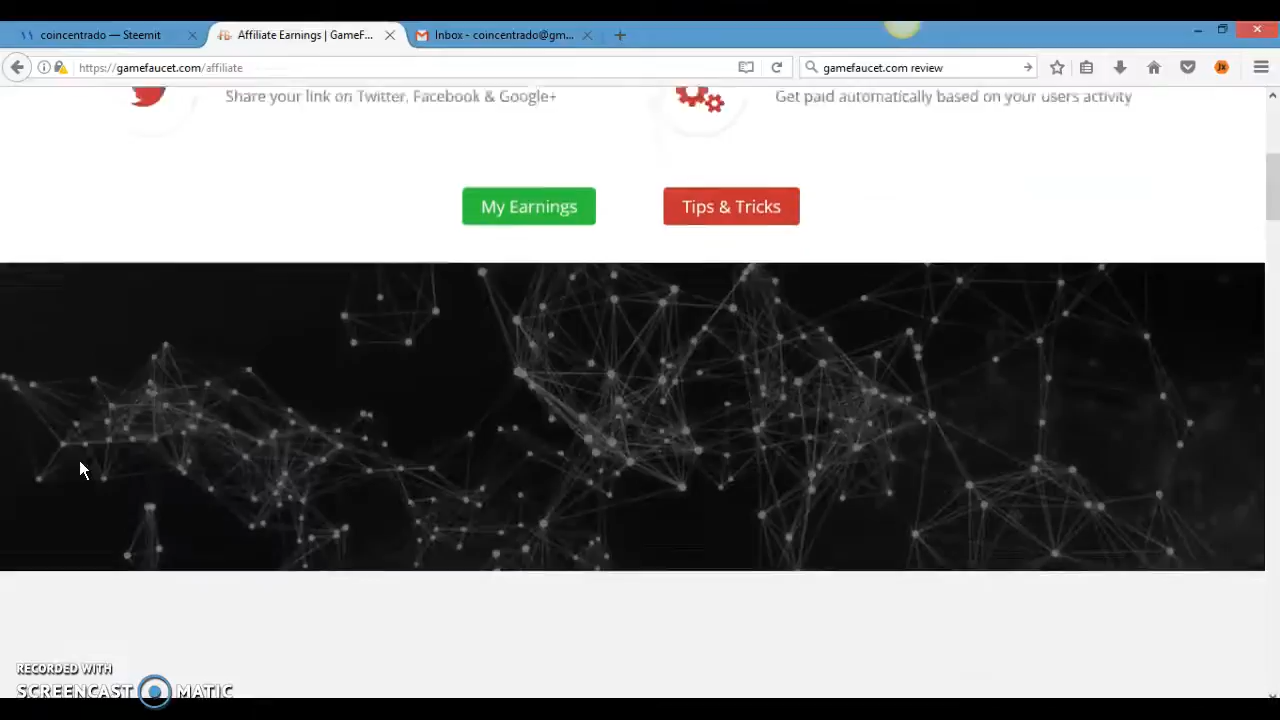 coincentrado — Steemit
Affiliate Earnings | GameF...
Inbox - coincentrado@gm...
https://gamefaucet.com/affiliate
gamefaucet.com review
Share your link on Twitter, Facebook & Google+
Get paid automatically based on your users activity
My Earnings
Tips & Tricks
RECORDED WITH
SCREENCAST MATIC